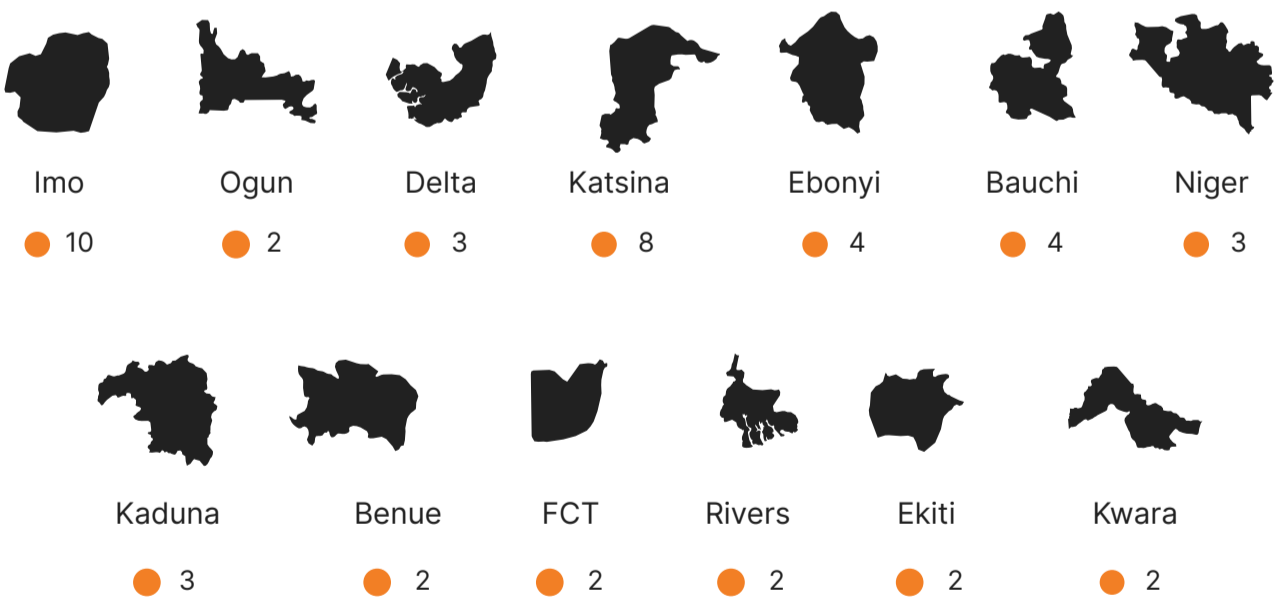 Imo Ogun Delta Katsina Ebonyi Bauchi Niger
10 2 3 8 4 4 3
Kaduna Benue FCT Rivers Ekiti Kwara
3 2 2 2 2 2